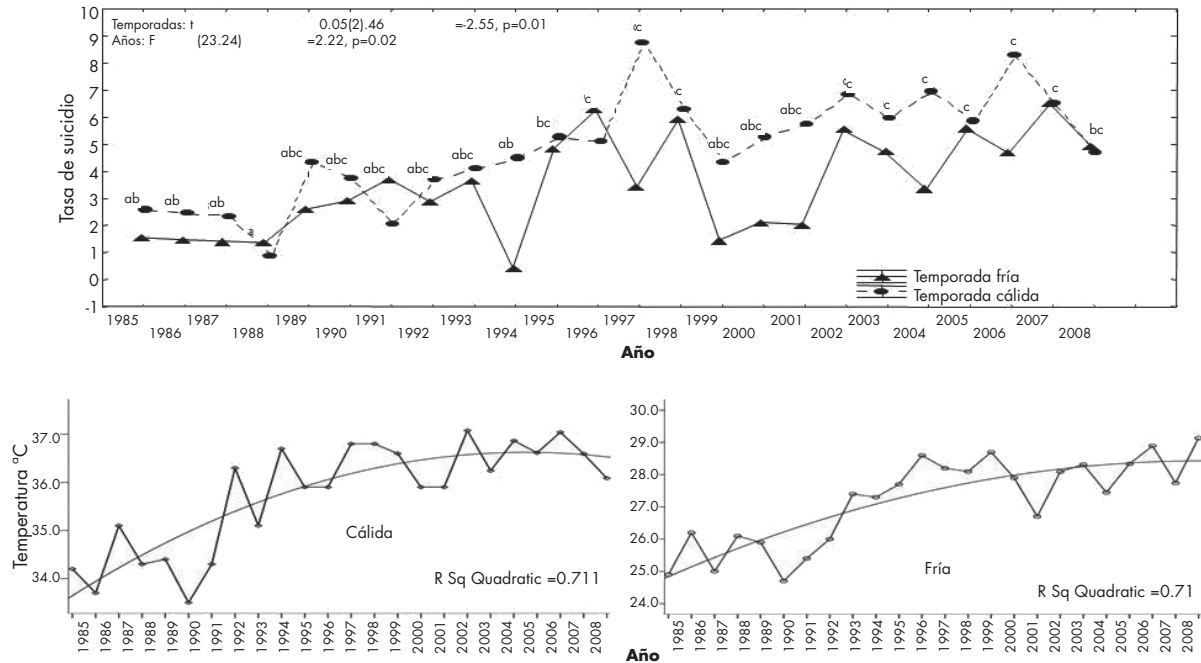 Temporadas: t 0.05(2).46 =-2.55, p=0.01
Años: F (23.24) =2.22, p=0.02
Tasa de suicidio
10
9
8
7
6
5
4
3
2
1
0
-1
ab ab ab a abc abc abc abc abc ab bc c c c abc abc abc c c c c c c bc
Temporada fría
Temporada cálida
1985 1987 1989 1991 1993 1995 1997 1999 2001 2003 2005 2007
1986 1988 1990 1992 1994 1996 1998 2000 2002 2004 2006 2008
Año
Temperatura ºC
37.0
36.0
35.0
34.0
Cálida
R Sq Quadratic =0.711
1985 1986 1987 1988 1989 1990 1991 1992 1993 1994 1995 1996 1997 1998 1999 2000 2001 2002 2003 2004 2005 2006 2007 2008
30.0
29.0
28.0
27.0
26.0
25.0
24.0
Fría
R Sq Quadratic =0.71
1985 1986 1987 1988 1989 1990 1991 1992 1993 1994 1995 1996 1997 1998 1999 2000 2001 2002 2003 2004 2005 2006 2007 2008
Año